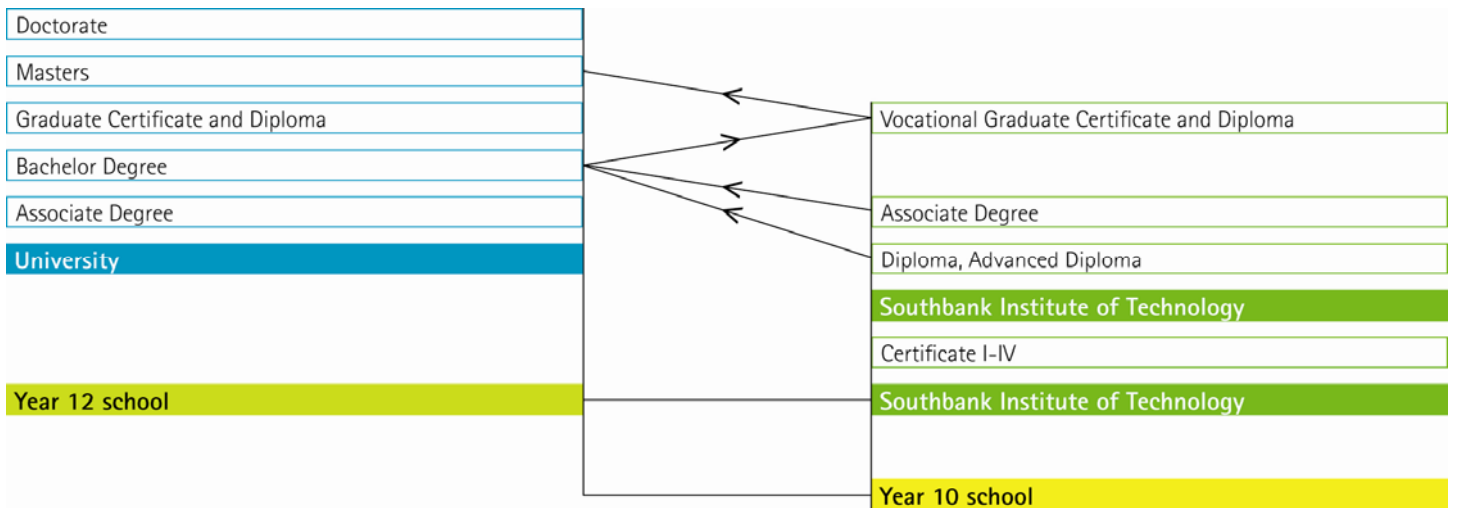 Doctorate
Masters
Graduate Certificate and Diploma
Bachelor Degree
Associate Degree
University
Year 12 school
Vocational Graduate Certificate and Diploma
Associate Degree
Diploma, Advanced Diploma
Southbank Institute of Technology
Certificate I-IV
Southbank Institute of Technology
Year 10 school